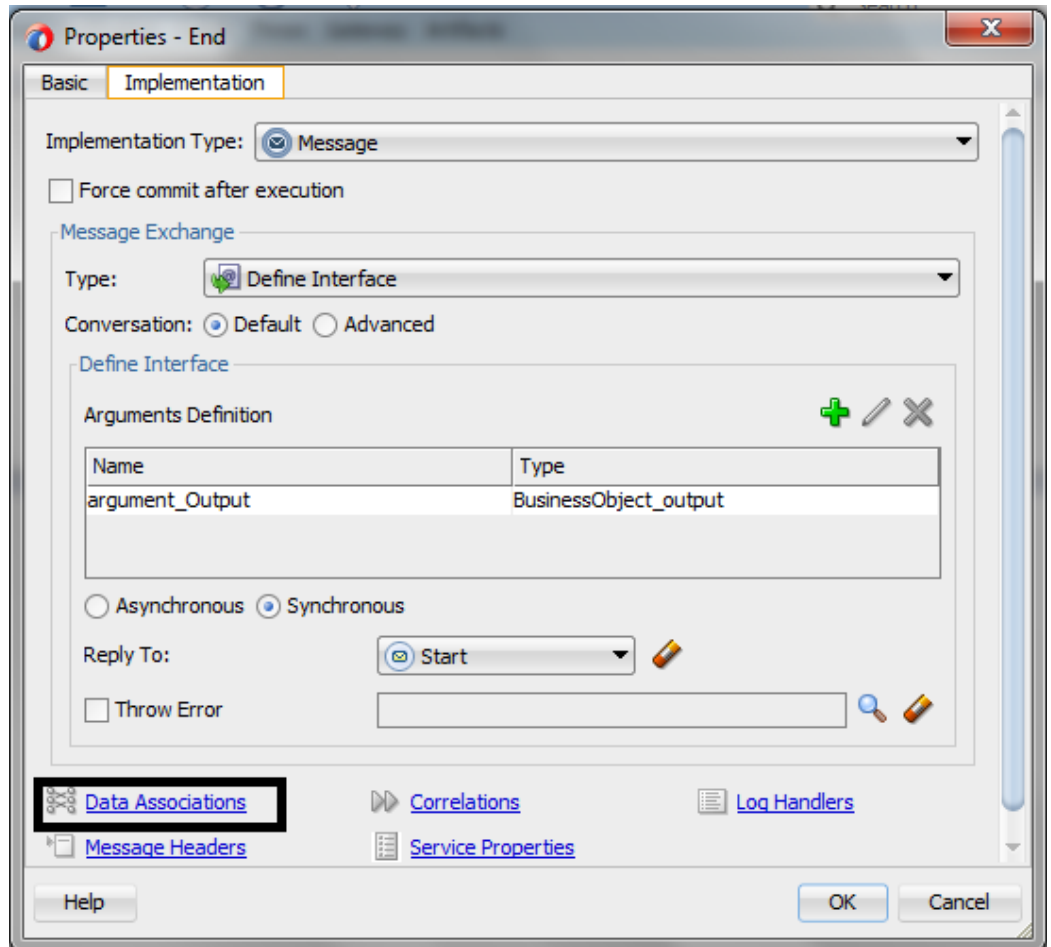 Properties - End
Basic Implementation
Implementation Type: Message
Force commit after execution
Message Exchange
Type: Define Interface
Conversation: Default Advanced
Define Interface
Arguments Definition
Name Type
argument_Output BusinessObject_output
Asynchronous Synchronous
Reply To: Start
Throw Error
Data Associations Correlations Log Handlers
Message Headers Service Properties
Help OK Cancel